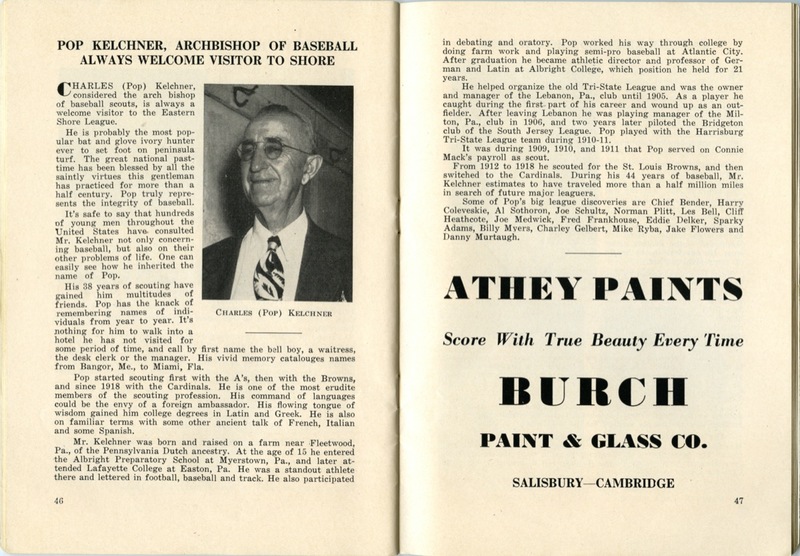 POP KELCHNER, ARCHBISHOP OF BASEBALL
ALWAYS WELCOME VISITOR TO SHORE
CHARLES (Pop) Kelchner,
considered the arch bishop
of baseball scouts, is always a
welcome visitor to the Eastern
Shore League.
He is probably the most pop-
ular bat and glove ivory hunter
ever to set foot on peninsula
turf. The great national past-
time has been blessed by all the
saintly virtues this gentleman
has practiced for more than a
half century. Pop truly repre-
sents the integrity of baseball.
It's safe to say that hundreds
of young men throughout the
United States have consulted
Mr. Kelchner not only concern-
ing baseball, but also on their
other problems of life. One can
easily see how he inherited the
name of Pop.
His 38 years of scouting have
gained him multitudes of
friends. Pop has the knack of
remembering names of indi-
viduals from year to year. It's
nothing for him to walk into a
hotel he has not visited for
some period of time, and call by first name the bell boy, a waitress,
the desk clerk or the manager. His vivid memory catalouges names
from Bangor, Me., to Miami, Fla.
CHARLES (POP) KELCHNER
Pop started scouting first with the A's, then with the Browns,
and since 1918 with the Cardinals. He is one of the most erudite
members of the scouting profession. His command of languages
could be the envy of a foreign ambassador. His flowing tongue of
wisdom gained him college degrees in Latin and Greek. He is also
on familiar terms with some other ancient talk of French, Italian
and some Spanish.
Mr. Kelchner was born and raised on a farm near Fleetwood,
Pa., of the Pennsylvania Dutch ancestry. At the age of 15 he entered
the Albright Preparatory School at Myerstown, Pa., and later at-
tended Lafayette College at Easton, Pa. He was a standout athlete
there and lettered in football, baseball and track. He also participated
46
in debating and oratory. Pop worked his way through college by
doing farm work and playing semi-pro baseball at Atlantic City.
After graduation he became athletic director and professor of Ger-
man and Latin at Albright College, which position he held for 21
years.
He helped organize the old Tri-State League and was the owner
and manager of the Lebanon, Pa., club until 1905. As a player he
caught during the first part of his career and wound up as an out-
fielder. After leaving Lebanon he was playing manager of the Mil-
ton, Pa., club in 1906, and two years later piloted the Bridgeton
club of the South Jersey League. Pop played with the Harrisburg
Tri-State League team during 1910-11.
It was during 1909, 1910, and 1911 that Pop served on Connie
Mack's payroll as scout.
From 1912 to 1918 he scouted for the St. Louis Browns, and then
switched to the Cardinals. During his 44 years of baseball, Mr.
Kelchner estimates to have traveled more than a half million miles
in search of future major leaguers.
Some of Pop's big league discoveries are Chief Bender, Harry
Coleveskie, Al Sothoron, Joe Schultz, Norman Plitt, Les Bell, Cliff
Heathcote, Joe Medwick, Fred Frankhouse, Eddie Delker, Sparky
Adams, Billy Myers, Charley Gelbert, Mike Ryba, Jake Flowers and
Danny Murtaugh.
ATHEY PAINTS
Score With True Beauty Every Time
BURCH
PAINT & GLASS CO.
SALISBURY—CAMBRIDGE
47